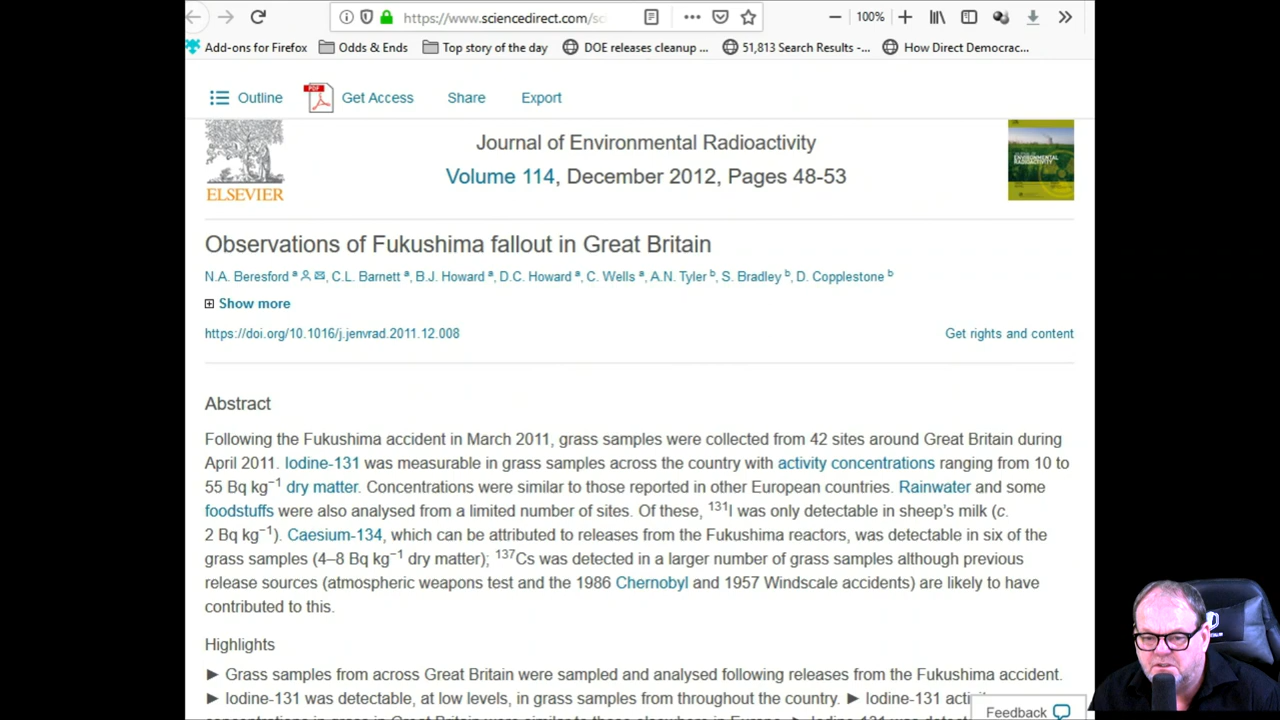 https://www.sciencedirect.com/sc
100%
Add-ons for Firefox
Odds & Ends
Top story of the day
DOE releases cleanup ...
51,813 Search Results -...
How Direct Democrac...
Outline
PDF
Get Access
Share
Export
ELSEVIER
Journal of Environmental Radioactivity
Volume 114, December 2012, Pages 48-53
Observations of Fukushima fallout in Great Britain
N.A. Beresford ᵃ, C.L. Barnett ᵃ, B.J. Howard ᵃ, D.C. Howard ᵃ, C. Wells ᵃ, A.N. Tyler ᵇ, S. Bradley ᵇ, D. Copplestone ᵇ
Show more
https://doi.org/10.1016/j.jenvrad.2011.12.008
Get rights and content
Abstract
Following the Fukushima accident in March 2011, grass samples were collected from 42 sites around Great Britain during
April 2011. Iodine-131 was measurable in grass samples across the country with activity concentrations ranging from 10 to
55 Bq kg⁻¹ dry matter. Concentrations were similar to those reported in other European countries. Rainwater and some
foodstuffs were also analysed from a limited number of sites. Of these, ¹³¹I was only detectable in sheep's milk (c.
2 Bq kg⁻¹). Caesium-134, which can be attributed to releases from the Fukushima reactors, was detectable in six of the
grass samples (4–8 Bq kg⁻¹ dry matter); ¹³⁷Cs was detected in a larger number of grass samples although previous
release sources (atmospheric weapons test and the 1986 Chernobyl and 1957 Windscale accidents) are likely to have
contributed to this.
Highlights
► Grass samples from across Great Britain were sampled and analysed following releases from the Fukushima accident.
► Iodine-131 was detectable, at low levels, in grass samples from throughout the country. ► Iodine-131
Feedback